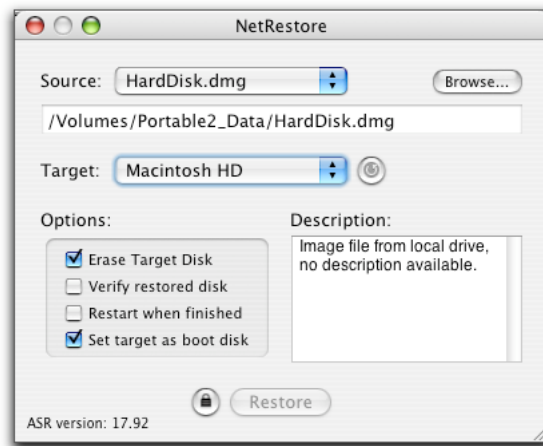 NetRestore
Source: HardDisk.dmg Browse...
/Volumes/Portable2_Data/HardDisk.dmg
Target: Macintosh HD
Options:
Erase Target Disk
Verify restored disk
Restart when finished
Set target as boot disk
Description:
Image file from local drive,
no description available.
Restore
ASR version: 17.92